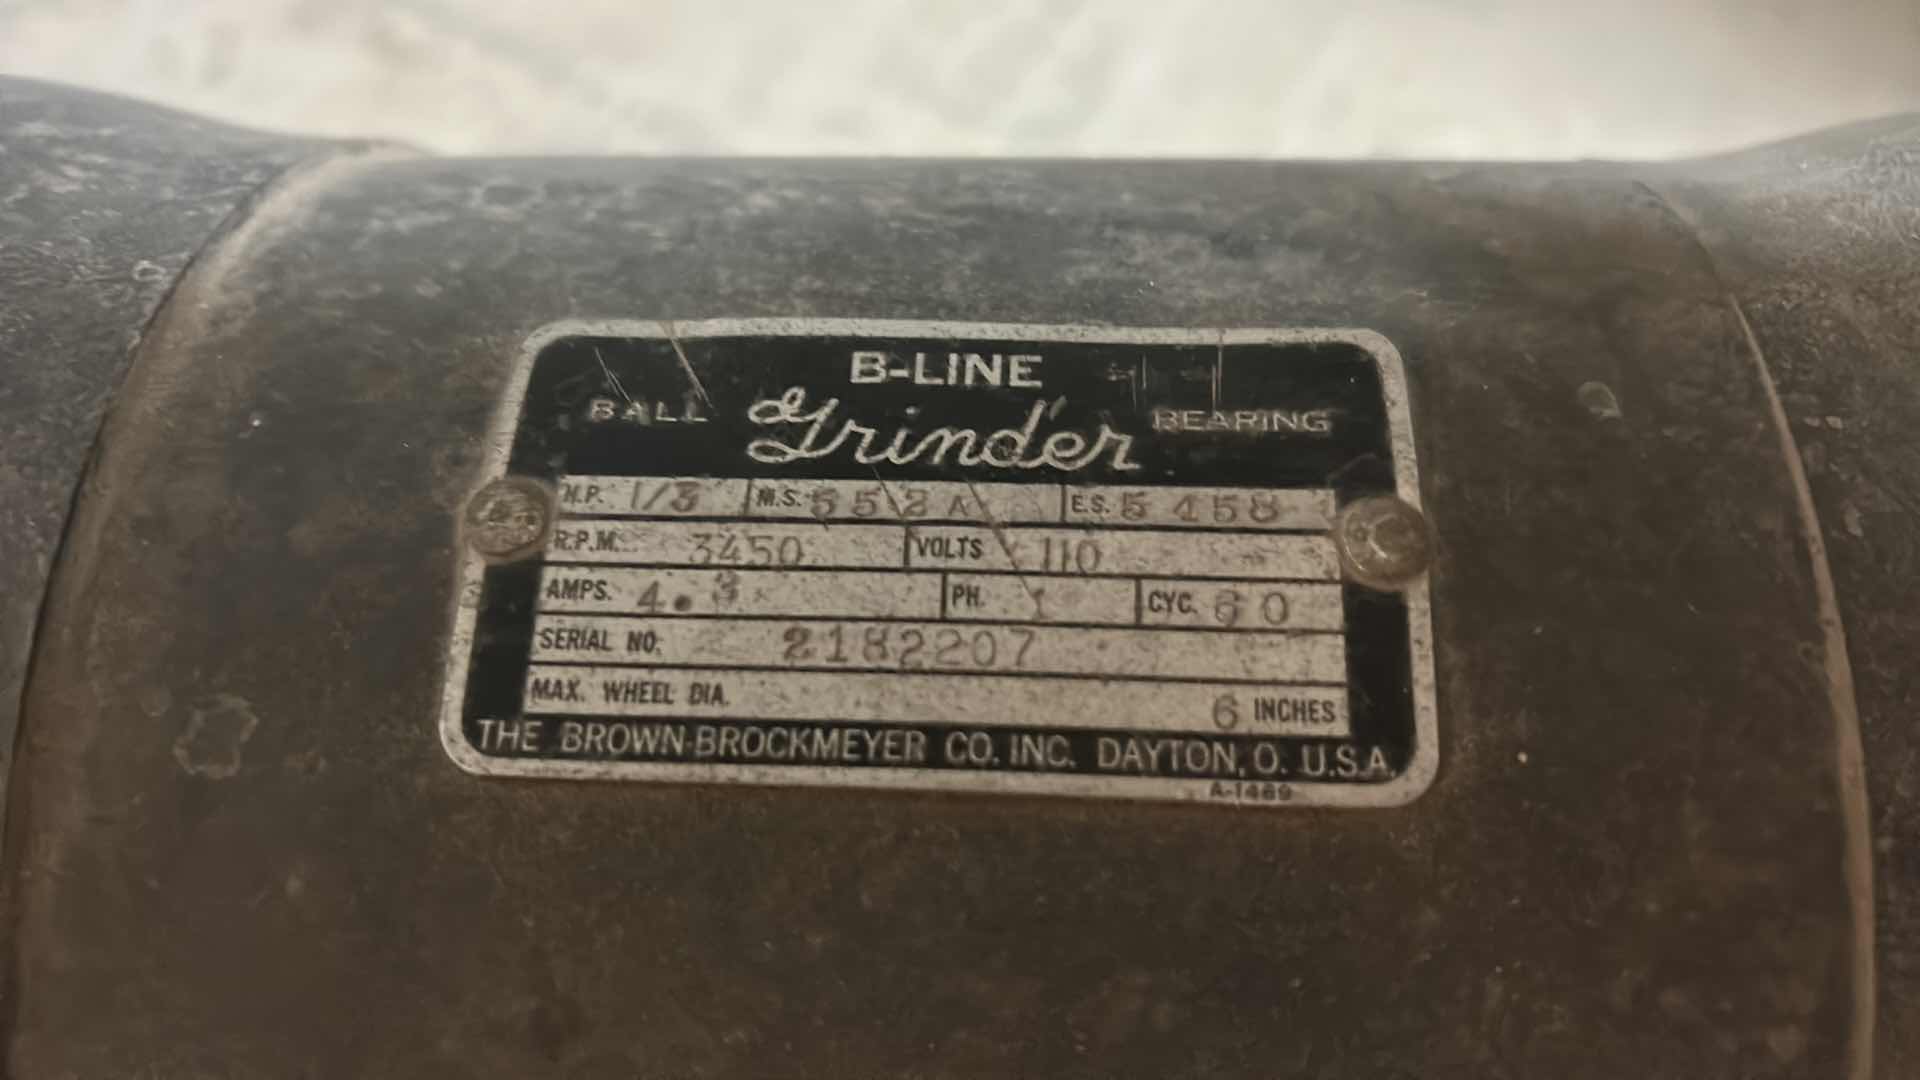 B-LINE
BALL Grinder BEARING
H.P. 1/3 M.S. 552A E.S. 5458
R.P.M. 3450 VOLTS 110
AMPS. 4.3 PH. 1 CYC. 60
SERIAL NO. 2182207
MAX. WHEEL DIA. 6 INCHES
THE BROWN-BROCKMEYER CO. INC. DAYTON, O. U.S.A.
A-1469